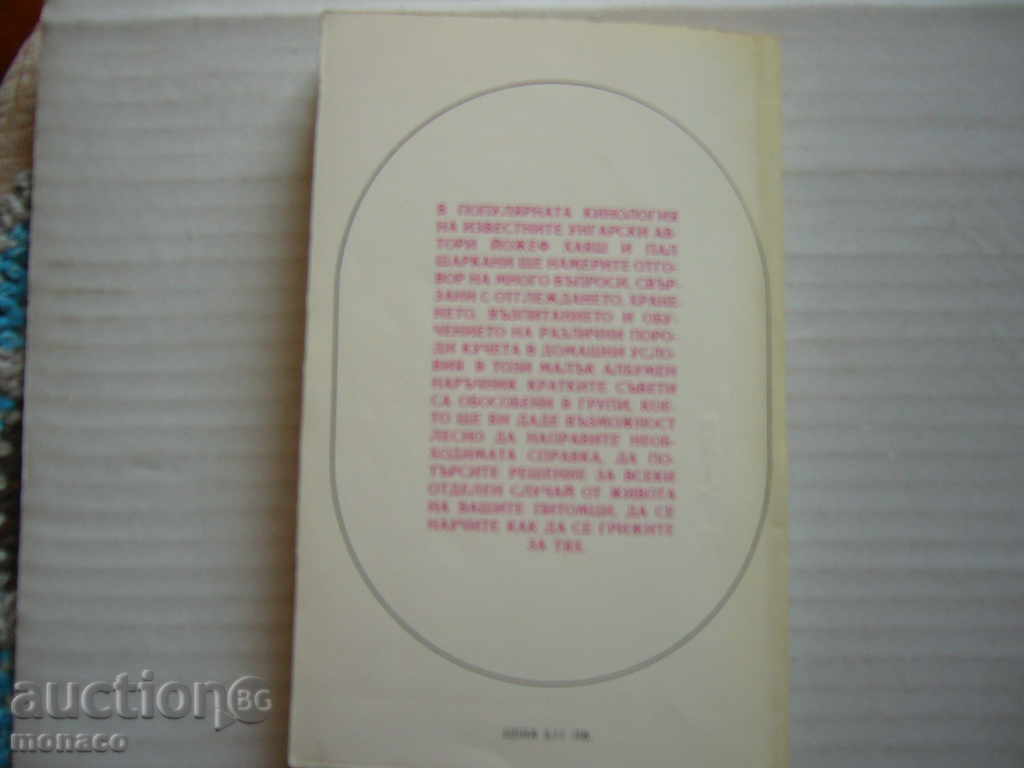 В ПОПУЛЯРНАТА КИНОЛОГИЯ
НА ИЗВЕСТНИТЕ УНГАРСКИ АВ-
ТОРИ ЙОЖЕФ ХАЯШ И ПАЛ
ШАРКАНИ ЩЕ НАМЕРИТЕ ОТГО-
ВОР НА МНОГО ВЪПРОСИ, СВЪР-
ЗАНИ С ОТГЛЕЖДАНЕТО, ХРАНЕ-
НЕТО, ВЪЗПИТАНИЕТО И ОБУ-
ЧЕНИЕТО НА РАЗЛИЧНИ ПОРО-
ДИ КУЧЕТА В ДОМАШНИ УСЛО-
ВИЯ. В ТОЗИ МАЛЪК АЛБУМЕН
НАРЪЧНИК КРАТКИТЕ СЪВЕТИ
СА ОБОСОБЕНИ В ГРУПИ, КОЕ-
ТО ЩЕ ВИ ДАДЕ ВЪЗМОЖНОСТ
ЛЕСНО ДА НАПРАВИТЕ НЕОБ-
ХОДИМАТА СПРАВКА, ДА ПО-
ТЪРСИТЕ РЕШЕНИЕ ЗА ВСЕКИ
ОТДЕЛЕН СЛУЧАЙ ОТ ЖИВОТА
НА ВАШИТЕ ПИТОМЦИ, ДА СЕ
НАУЧИТЕ КАК ДА СЕ ГРИЖИТЕ
ЗА ТЯХ.
ЦЕНА ЛВ.
auction BG
monaco